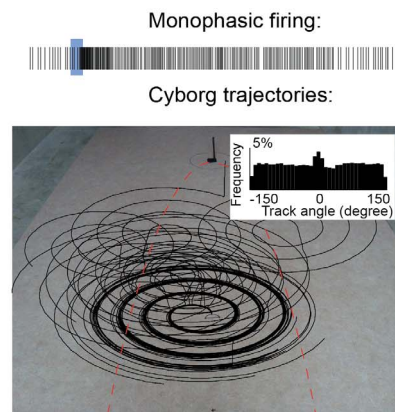 Monophasic firing:
Cyborg trajectories:
5%
Frequency
-150 0 150
Track angle (degree)